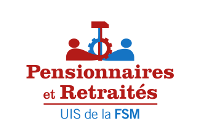 Pensionnaires
et Retraités
UIS de la FSM